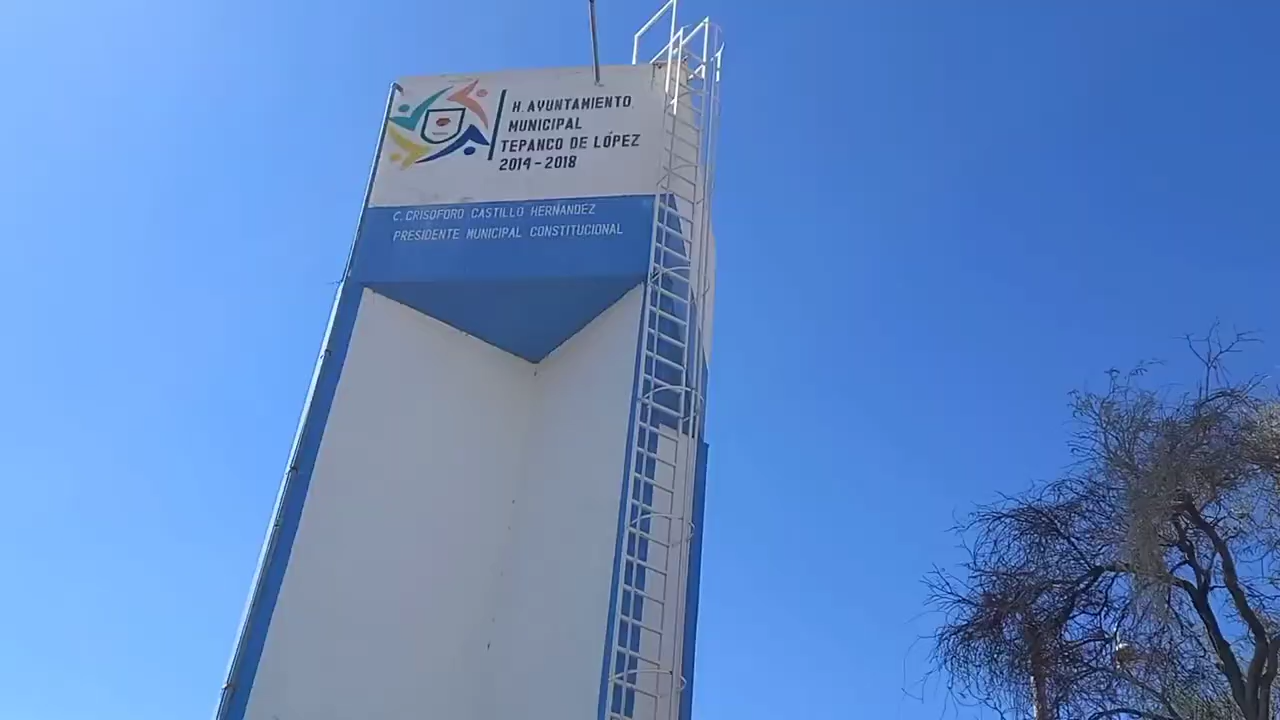 H. AYUNTAMIENTO
MUNICIPAL
TEPANCO DE LÓPEZ
2014-2018
C. CRISOFORO CASTILLO HERNANDEZ
PRESIDENTE MUNICIPAL CONSTITUCIONAL